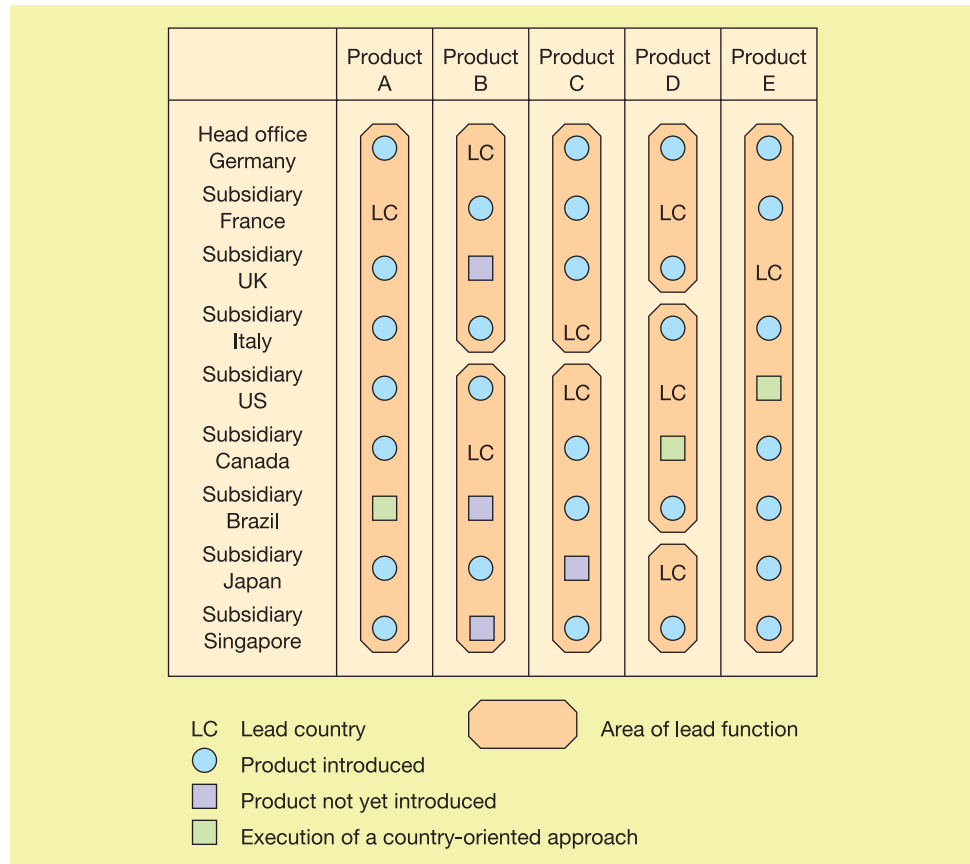 Product A
Product B
Product C
Product D
Product E
Head office
Germany
LC
Subsidiary
France
LC
LC
Subsidiary
UK
LC
Subsidiary
Italy
LC
Subsidiary
US
LC
LC
Subsidiary
Canada
LC
Subsidiary
Brazil
Subsidiary
Japan
LC
Subsidiary
Singapore
LC Lead country
Area of lead function
Product introduced
Product not yet introduced
Execution of a country-oriented approach